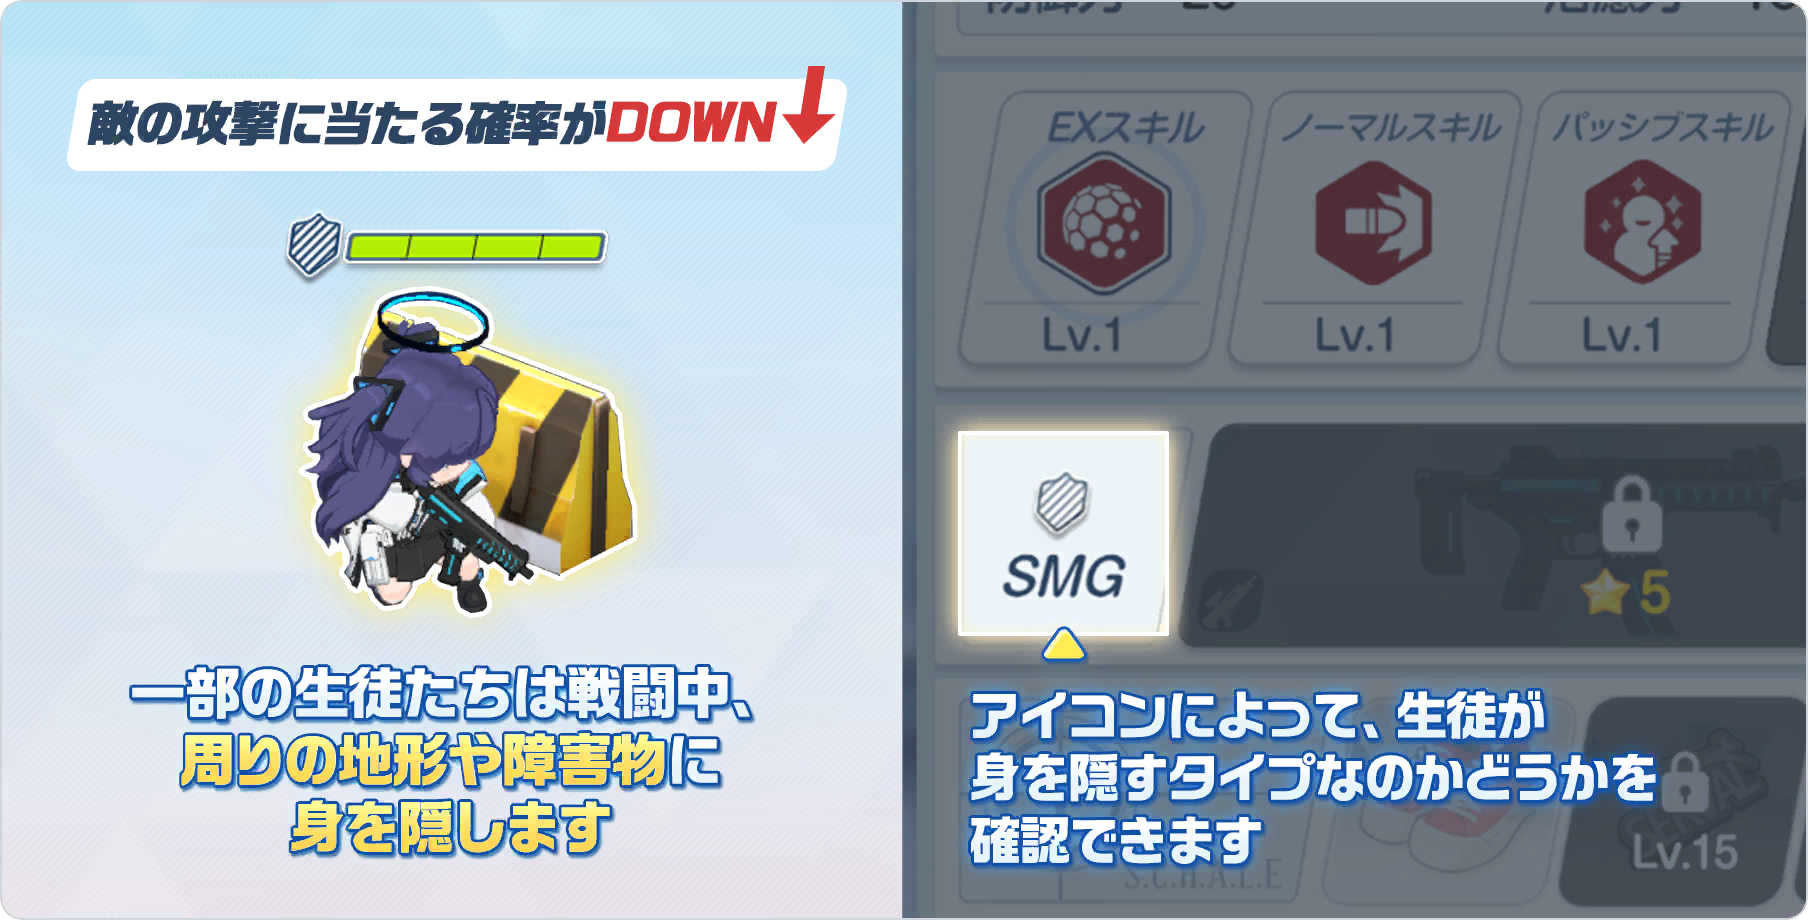 敵の攻撃に当たる確率がDOWN
一部の生徒たちは戦闘中、
周りの地形や障害物に
身を隠します
EXスキル
ノーマルスキル
パッシブスキル
Lv.1
Lv.1
Lv.1
SMG
5
アイコンによって、生徒が
身を隠すタイプなのかどうかを
確認できます
Lv.15
S.C.H.A.L.E